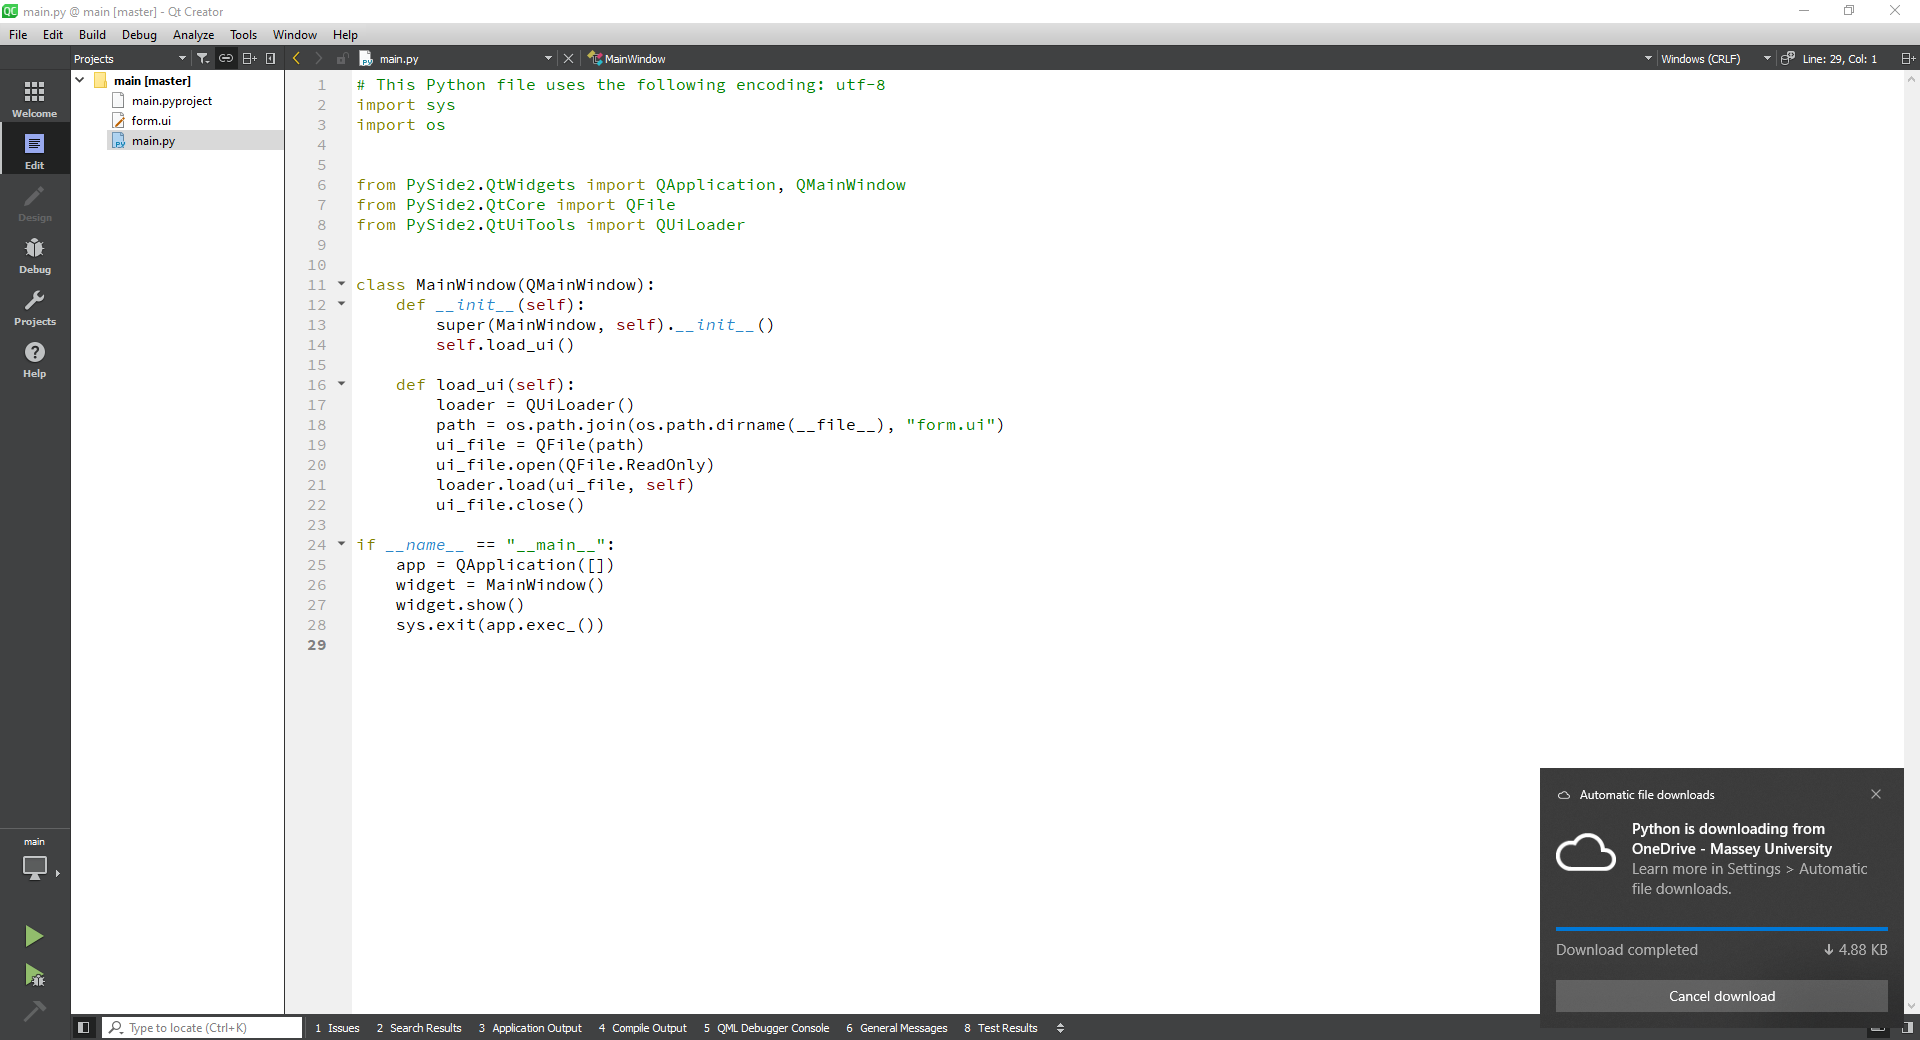 main.py @ main [master] - Qt Creator
File Edit Build Debug Analyze Tools Window Help
Projects main.py MainWindow Windows (CRLF) Line: 29, Col: 1
main [master]
main.pyproject
form.ui
main.py
Welcome
Edit
Design
Debug
Projects
Help
1 # This Python file uses the following encoding: utf-8
2 import sys
3 import os
4
5
6 from PySide2.QtWidgets import QApplication, QMainWindow
7 from PySide2.QtCore import QFile
8 from PySide2.QtUiTools import QUiLoader
9
10
11 class MainWindow(QMainWindow):
12     def __init__(self):
13         super(MainWindow, self).__init__()
14         self.load_ui()
15
16     def load_ui(self):
17         loader = QUiLoader()
18         path = os.path.join(os.path.dirname(__file__), "form.ui")
19         ui_file = QFile(path)
20         ui_file.open(QFile.ReadOnly)
21         loader.load(ui_file, self)
22         ui_file.close()
23
24 if __name__ == "__main__":
25     app = QApplication([])
26     widget = MainWindow()
27     widget.show()
28     sys.exit(app.exec_())
29
main
Automatic file downloads
Python is downloading from
OneDrive - Massey University
Learn more in Settings > Automatic
file downloads.
Download completed 4.88 KB
Cancel download
Type to locate (Ctrl+K) 1 Issues 2 Search Results 3 Application Output 4 Compile Output 5 QML Debugger Console 6 General Messages 8 Test Results